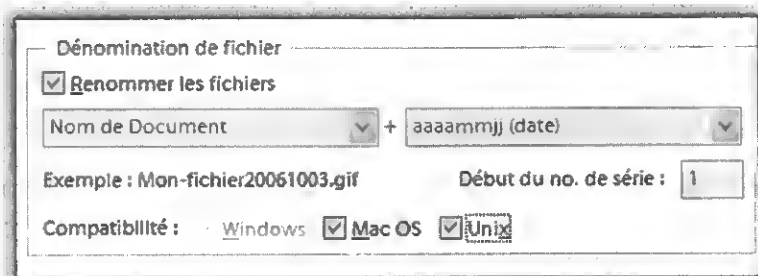 Dénomination de fichier
Renommer les fichiers
Nom de Document + aaaammjj (date)
Exemple : Mon-fichier20061003.gif Début du no. de série : 1
Compatibilité : Windows Mac OS Unix